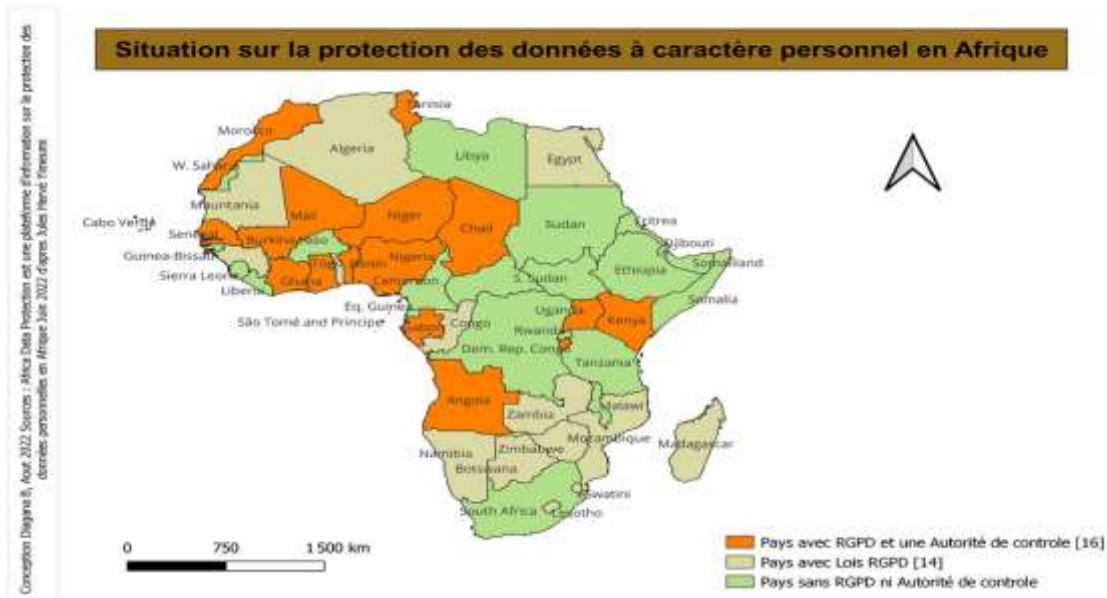 Situation sur la protection des données à caractère personnel en Afrique
Conception Diagana B, Aout 2022 Sources : Africa Data Protection est une plateforme d'information sur la protection des
données personnelles en Afrique Juin 2022 d'apres Jules Hervé Yimeumi
Tunisia
Morocco
Algeria
Libya
Egypt
W. Sahara
Mauritania
Mali
Niger
Chad
Sudan
Eritrea
Cabo Verde
Senegal
Burkina Faso
Djibouti
Guinea-Bissau
Togo
Benin
Nigeria
Ethiopia
Somaliland
Sierra Leone
Ghana
Cameroon
S. Sudan
Liberia
Somalia
Eq. Guinea
Uganda
São Tomé and Principe
Gabon
Congo
Rwanda
Kenya
Dem. Rep. Congo
Tanzania
Angola
Zambia
Malawi
Mozambique
Madagascar
Namibia
Zimbabwe
Botswana
eSwatini
South Africa
Lesotho
0 750 1 500 km
Pays avec RGPD et une Autorité de controle [16]
Pays avec Lois RGPD [14]
Pays sans RGPD ni Autorité de controle